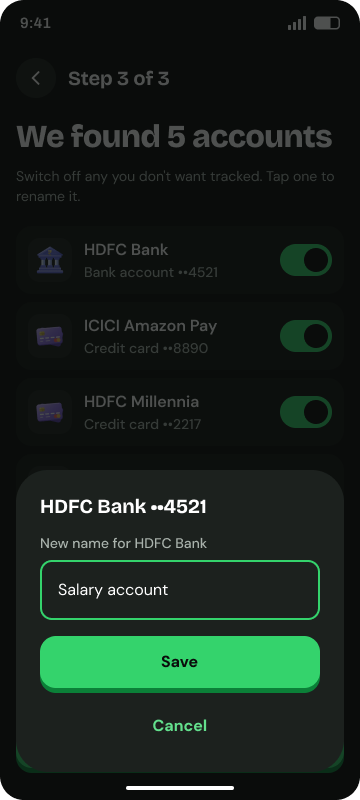 9:41
Step 3 of 3
We found 5 accounts
Switch off any you don't want tracked. Tap one to
rename it.
HDFC Bank
Bank account ••4521
ICICI Amazon Pay
Credit card ••8890
HDFC Millennia
Credit card ••2217
HDFC Bank ••4521
New name for HDFC Bank
Salary account
Save
Cancel